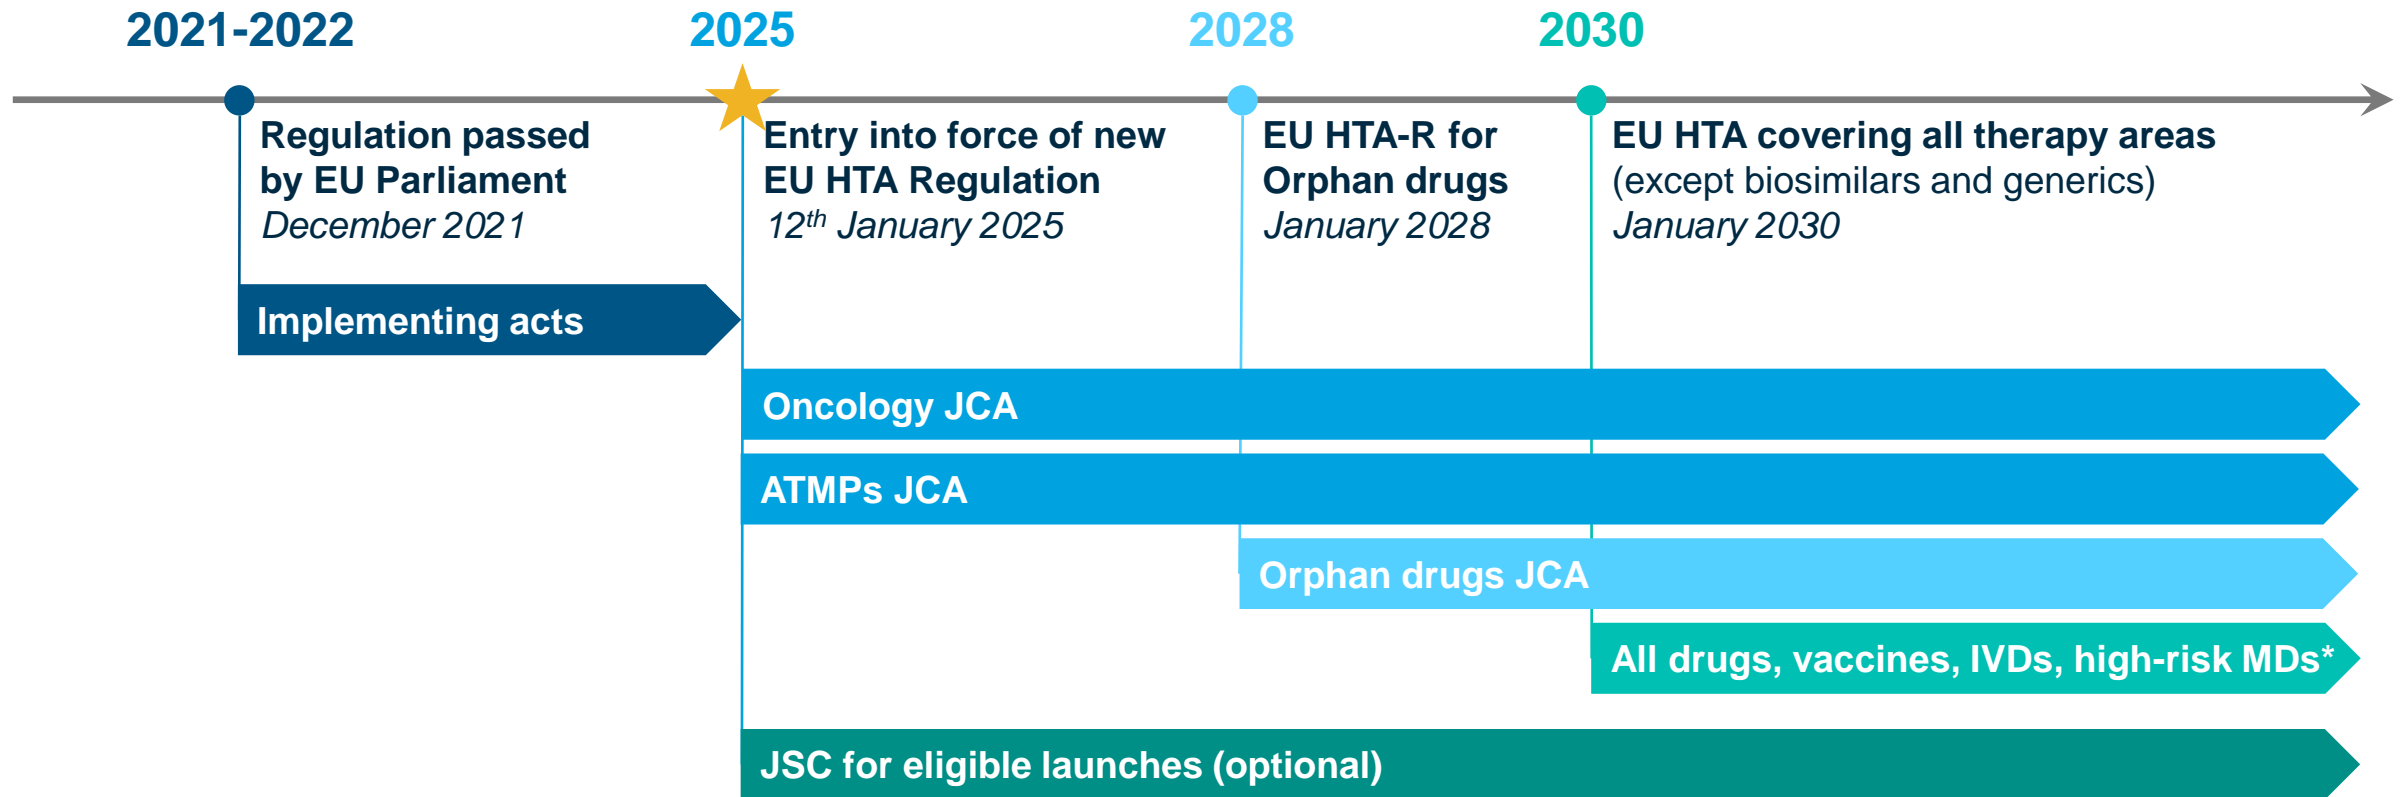 2021-2022
2025
2028
2030
Regulation passed
by EU Parliament
December 2021
Entry into force of new
EU HTA Regulation
12th January 2025
EU HTA-R for
Orphan drugs
January 2028
EU HTA covering all therapy areas
(except biosimilars and generics)
January 2030
Implementing acts
Oncology JCA
ATMPs JCA
Orphan drugs JCA
All drugs, vaccines, IVDs, high-risk MDs*
JSC for eligible launches (optional)